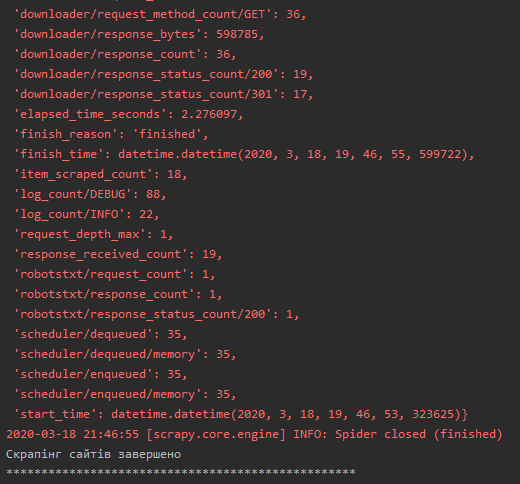 'downloader/request_method_count/GET': 36,
'downloader/response_bytes': 598785,
'downloader/response_count': 36,
'downloader/response_status_count/200': 19,
'downloader/response_status_count/301': 17,
'elapsed_time_seconds': 2.276097,
'finish_reason': 'finished',
'finish_time': datetime.datetime(2020, 3, 18, 19, 46, 55, 599722),
'item_scraped_count': 18,
'log_count/DEBUG': 88,
'log_count/INFO': 22,
'request_depth_max': 1,
'response_received_count': 19,
'robotstxt/request_count': 1,
'robotstxt/response_count': 1,
'robotstxt/response_status_count/200': 1,
'scheduler/dequeued': 35,
'scheduler/dequeued/memory': 35,
'scheduler/enqueued': 35,
'scheduler/enqueued/memory': 35,
'start_time': datetime.datetime(2020, 3, 18, 19, 46, 53, 323625)}
2020-03-18 21:46:55 [scrapy.core.engine] INFO: Spider closed (finished)
Скрапінг сайтів завершено
**************************************************